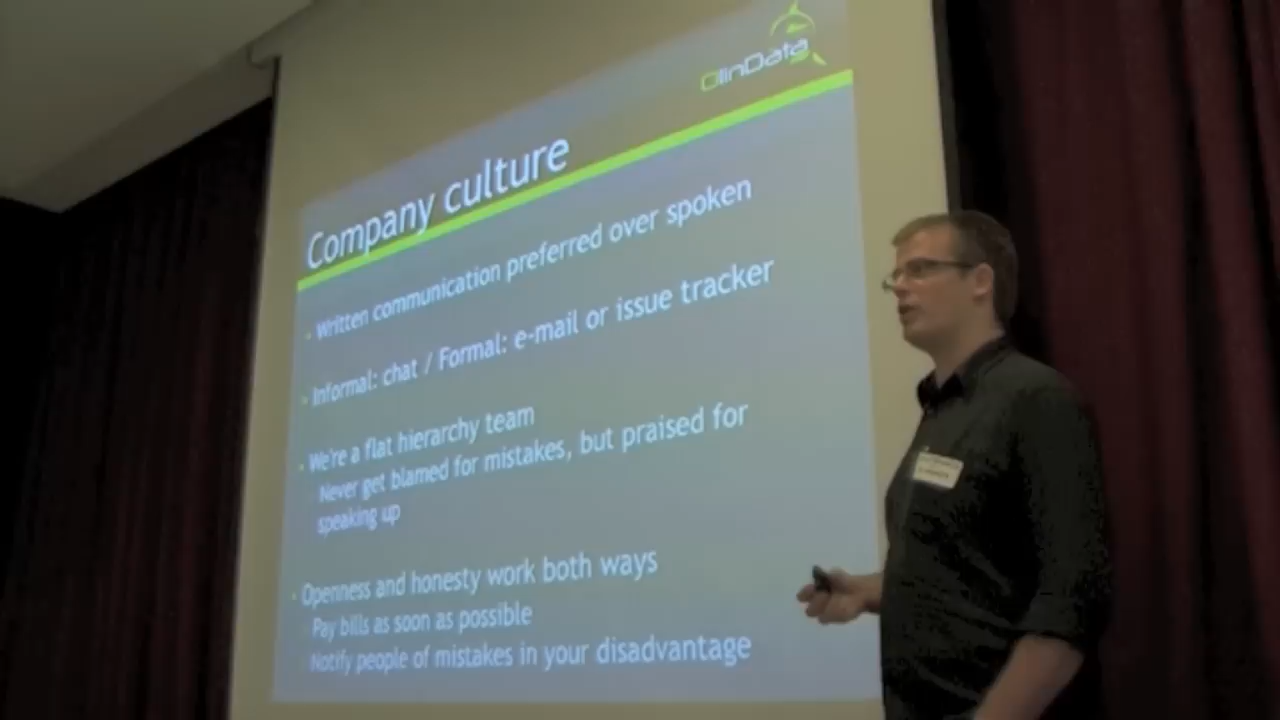 OlinData
Company culture
Written communication preferred over spoken
Informal: chat / Formal: e-mail or issue tracker
We're a flat hierarchy team
Never get blamed for mistakes, but praised for
speaking up
Openness and honesty work both ways
Pay bills as soon as possible
Notify people of mistakes in your disadvantage